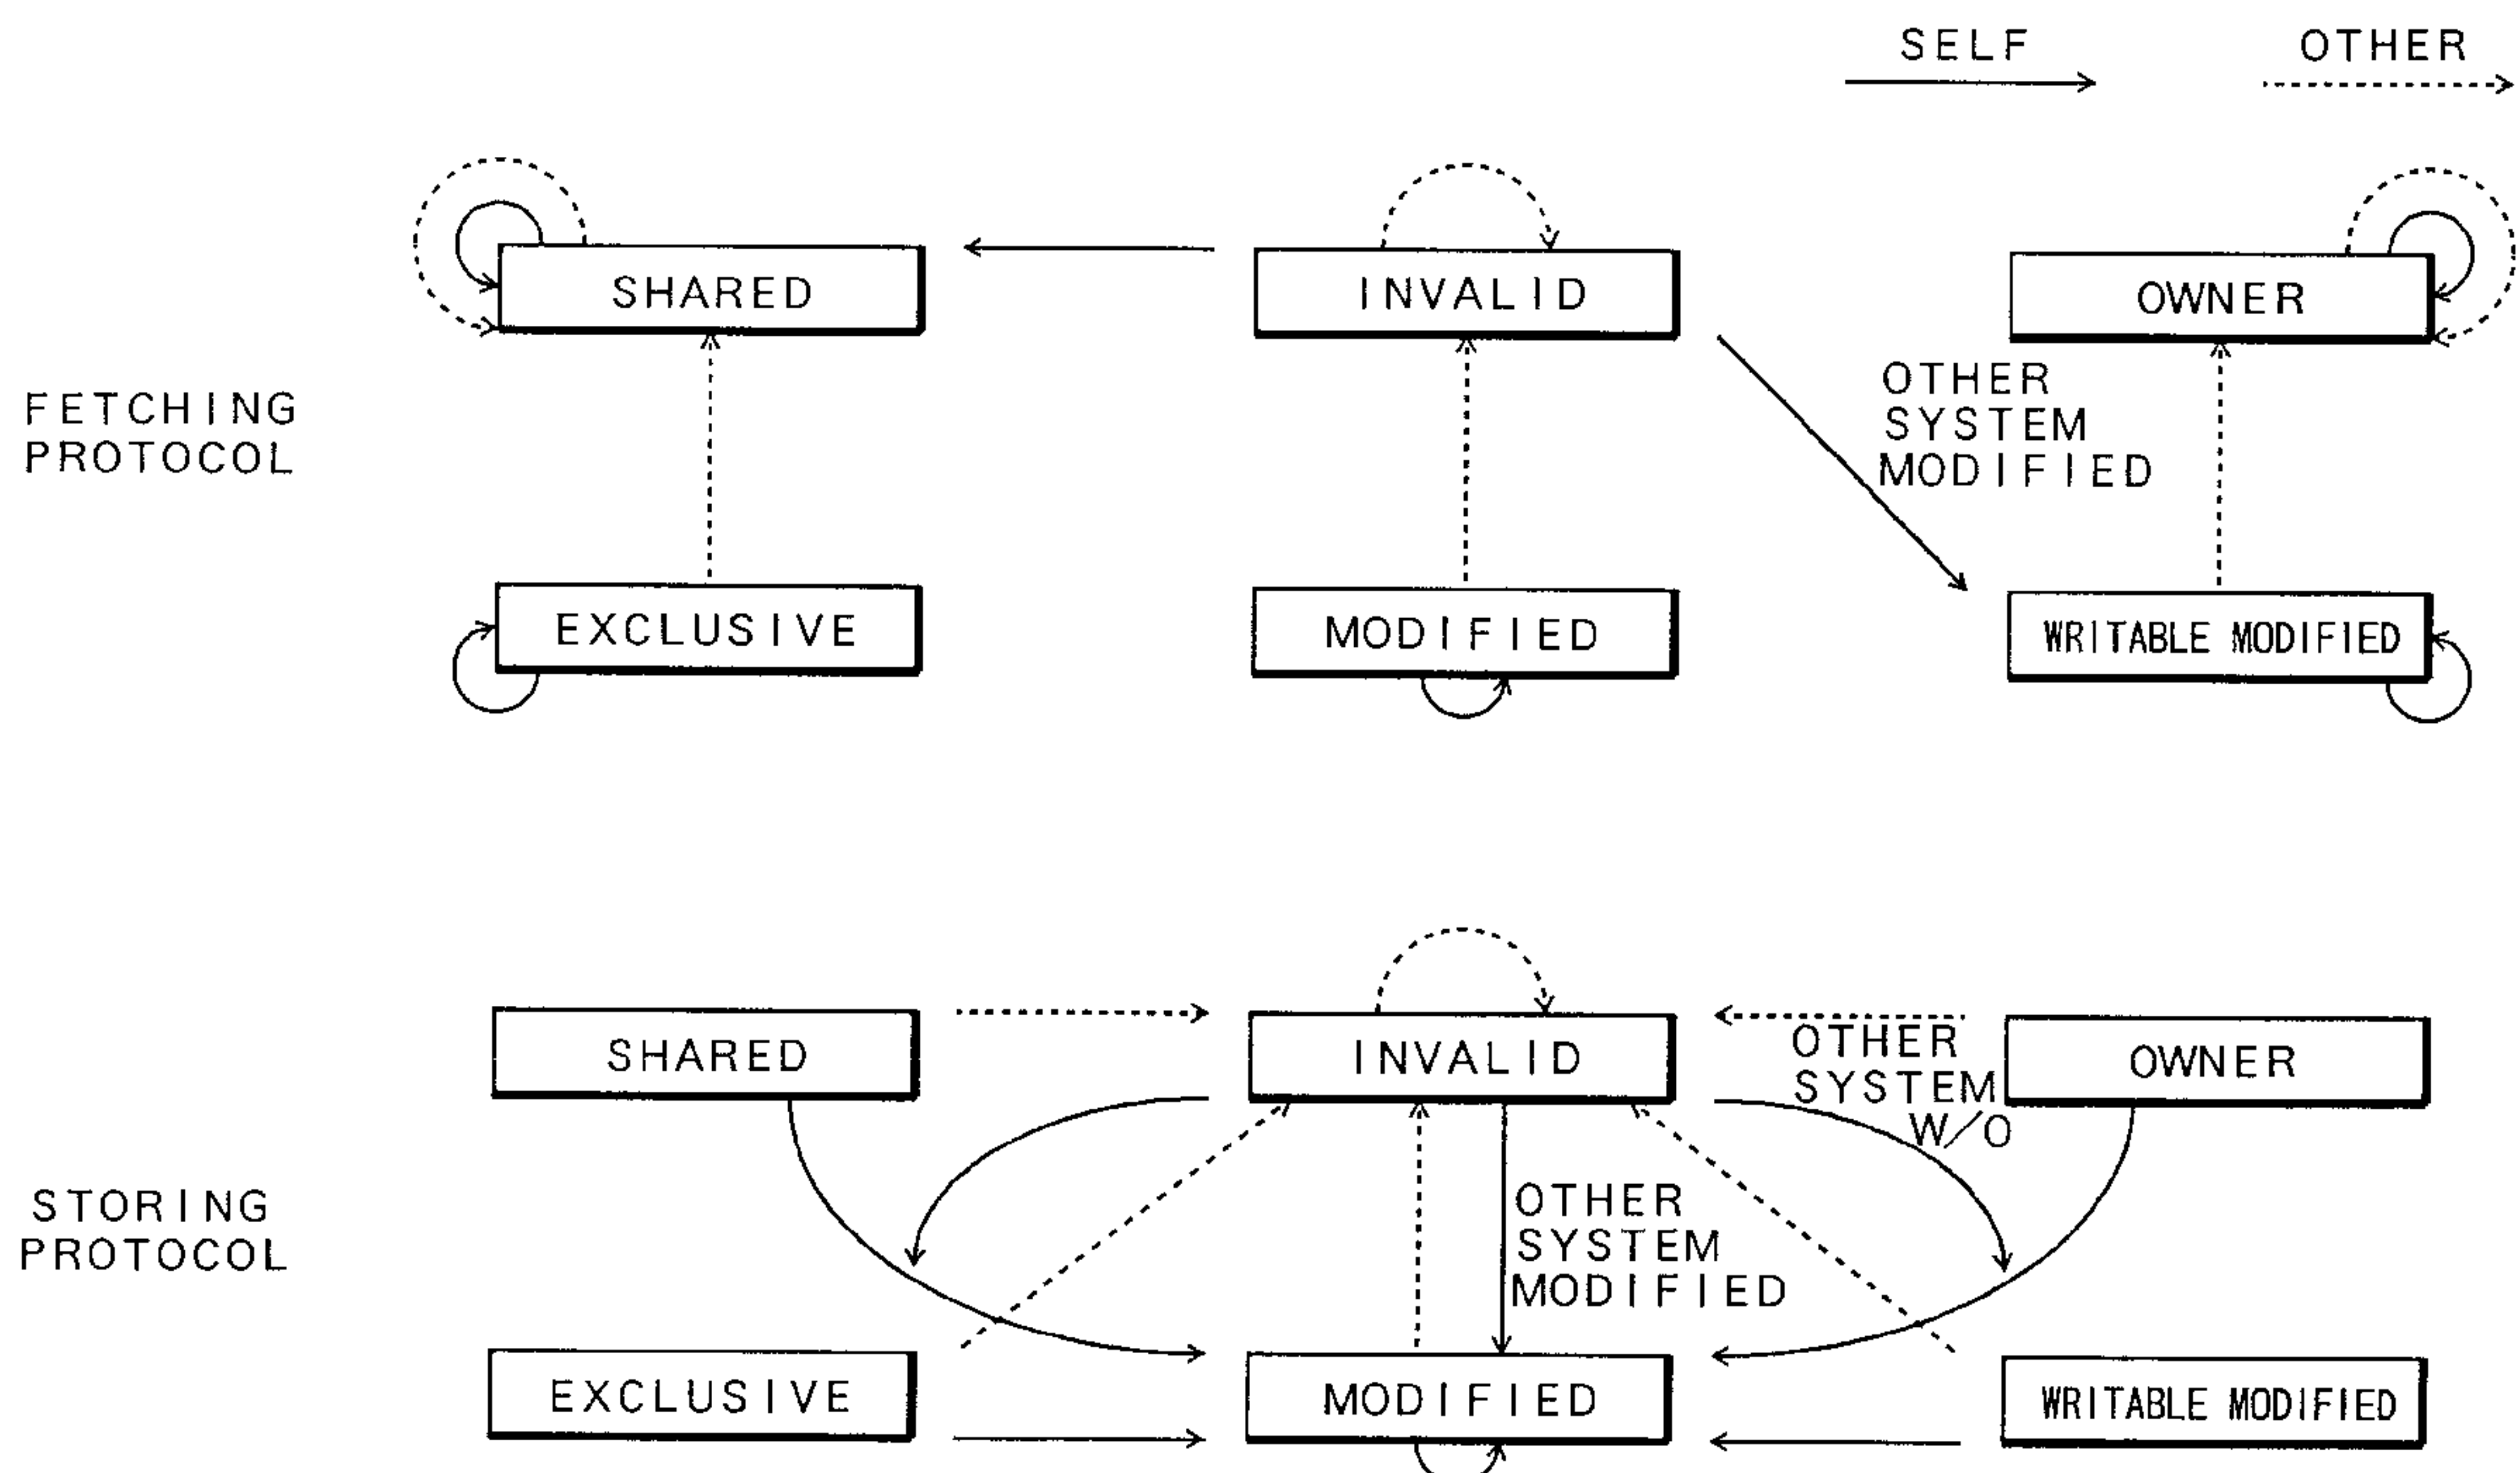 SELF
OTHER
SHARED
INVALID
OWNER
FETCHING
PROTOCOL
OTHER
SYSTEM
MODIFIED
EXCLUSIVE
MODIFIED
WRITABLE MODIFIED
SHARED
INVALID
OTHER
SYSTEM
W/O
OWNER
STORING
PROTOCOL
OTHER
SYSTEM
MODIFIED
EXCLUSIVE
MODIFIED
WRITABLE MODIFIED